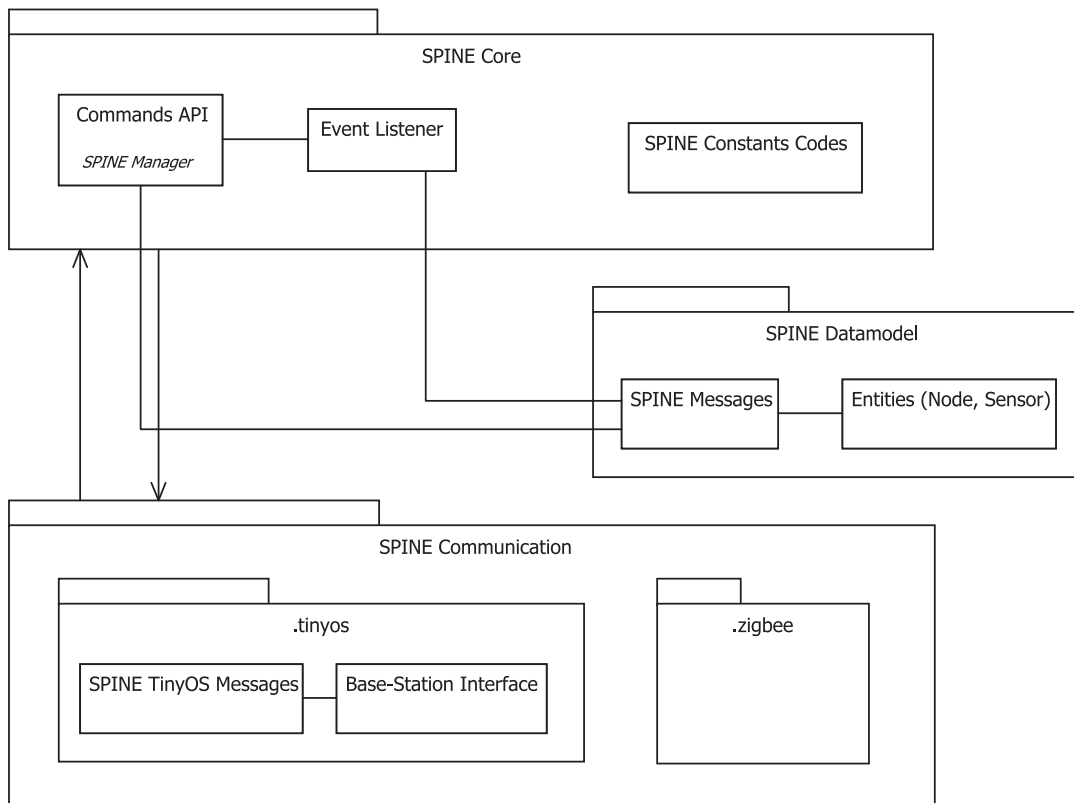 SPINE Core
Commands API
SPINE Manager
Event Listener
SPINE Constants Codes
SPINE Datamodel
SPINE Messages
Entities (Node, Sensor)
SPINE Communication
.tinyos
SPINE TinyOS Messages
Base-Station Interface
.zigbee